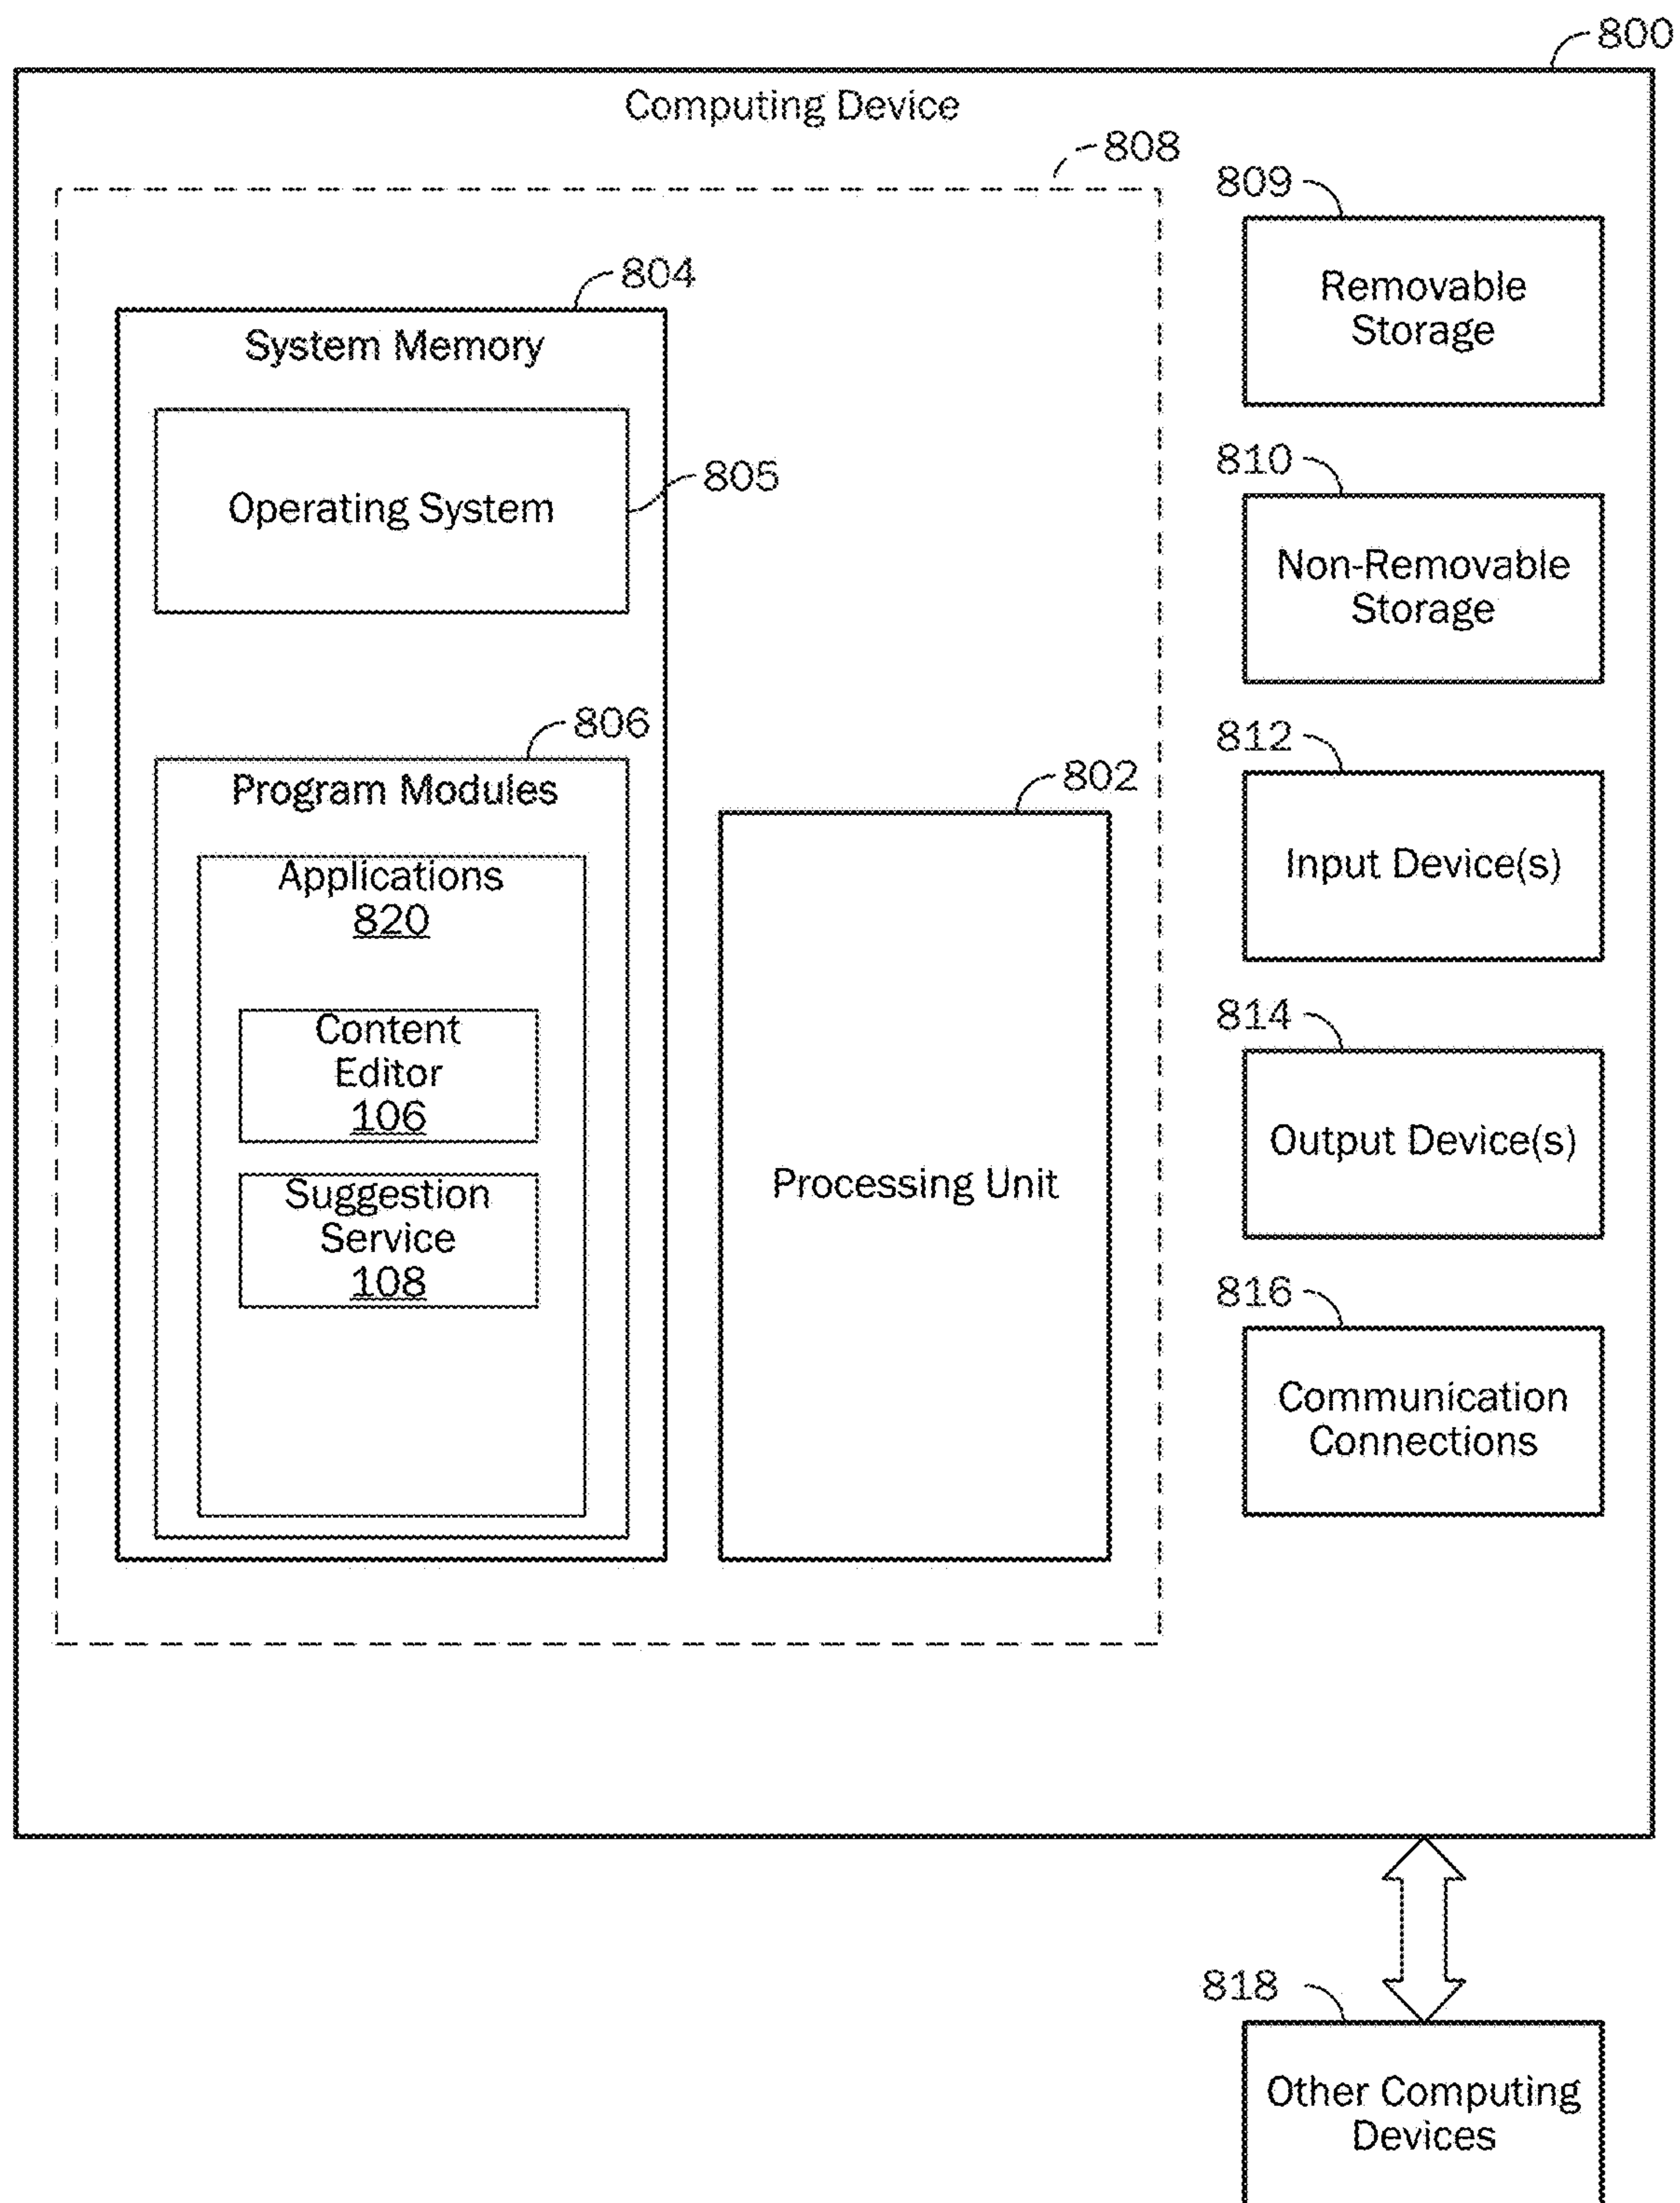 800
Computing Device
808
804
System Memory
Operating System
805
806
Program Modules
Applications
820
Content
Editor
106
Suggestion
Service
108
802
Processing Unit
809
Removable
Storage
810
Non-Removable
Storage
812
Input Device(s)
814
Output Device(s)
816
Communication
Connections
818
Other Computing
Devices